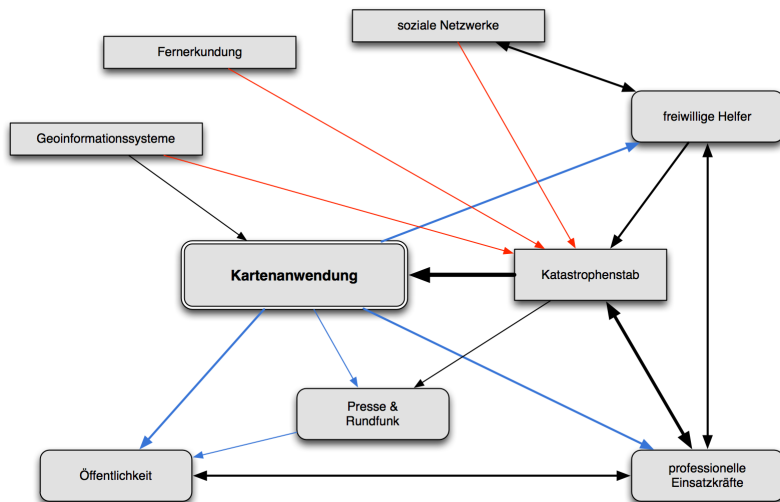 soziale Netzwerke
Fernerkundung
freiwillige Helfer
Geoinformationssysteme
Kartenanwendung
Katastrophenstab
Presse &
Rundfunk
Öffentlichkeit
professionelle
Einsatzkräfte